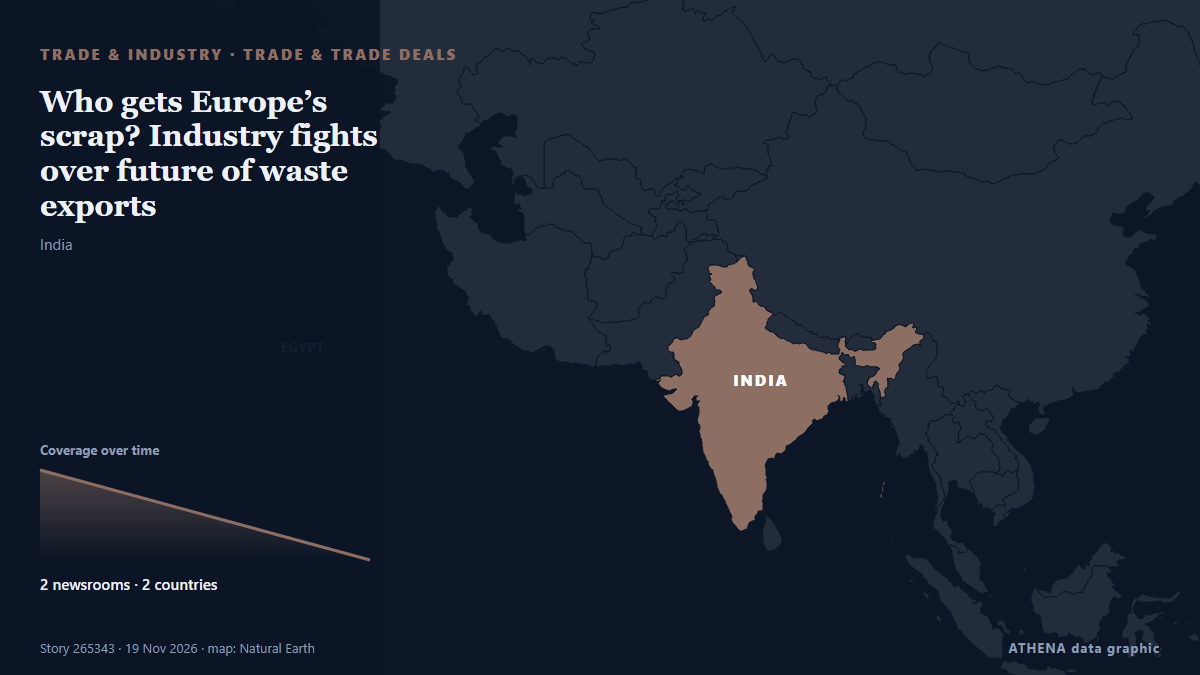 TRADE & INDUSTRY · TRADE & TRADE DEALS
Who gets Europe’s
scrap? Industry fights
over future of waste
exports
India
EGYPT
INDIA
Coverage over time
2 newsrooms · 2 countries
Story 265343 · 19 Nov 2026 · map: Natural Earth
ATHENA data graphic